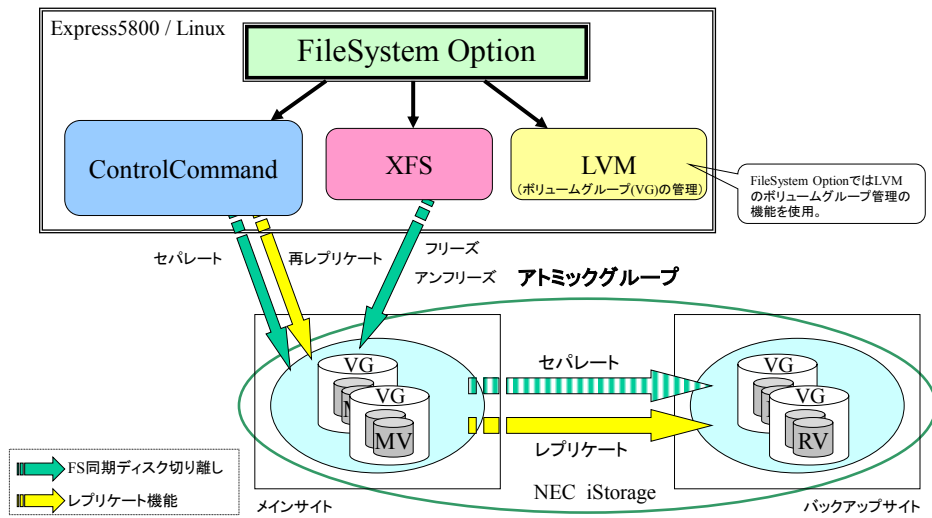 Express5800 / Linux
FileSystem Option
ControlCommand
XFS
LVM
(ボリュームグループ(VG)の管理)
FileSystem OptionではLVM
のボリュームグループ管理の
機能を使用。
セパレート
再レプリケート
フリーズ
アンフリーズ
アトミックグループ
VG
VG
MV
セパレート
レプリケート
VG
VG
RV
NEC iStorage
FS同期ディスク切り離し
レプリケート機能
メインサイト
バックアップサイト